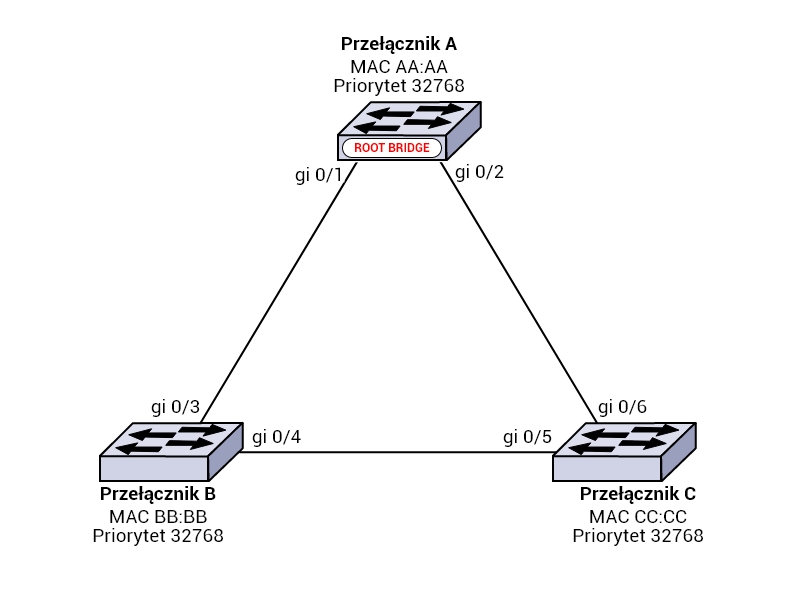 Przełącznik A
MAC AA:AA
Priorytet 32768
ROOT BRIDGE
gi 0/1
gi 0/2
gi 0/3
gi 0/6
gi 0/4
gi 0/5
Przełącznik B
MAC BB:BB
Priorytet 32768
Przełącznik C
MAC CC:CC
Priorytet 32768